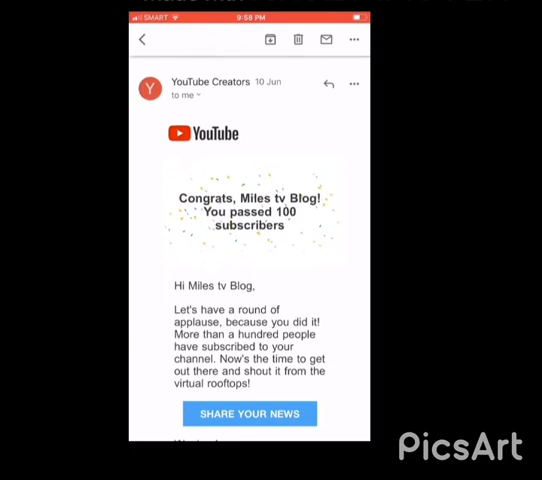 SMART
9:58 PM
YouTube Creators 10 Jun
to me
Y
YouTube
Congrats, Miles tv Blog!
You passed 100
subscribers
Hi Miles tv Blog,
Let's have a round of
applause, because you did it!
More than a hundred people
have subscribed to your
channel. Now's the time to get
out there and shout it from the
virtual rooftops!
SHARE YOUR NEWS
PicsArt